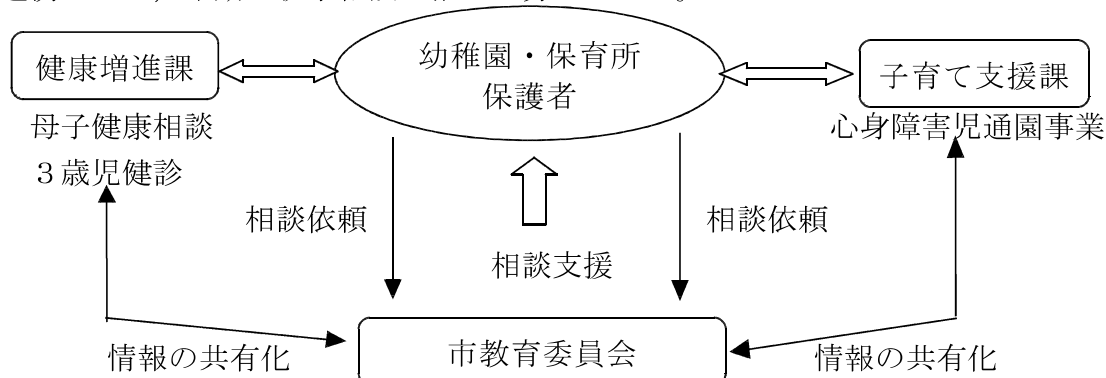 健康増進課
幼稚園・保育所
保護者
子育て支援課
母子健康相談
3歳児健診
心身障害児通園事業
相談依頼
相談支援
相談依頼
情報の共有化
市教育委員会
情報の共有化